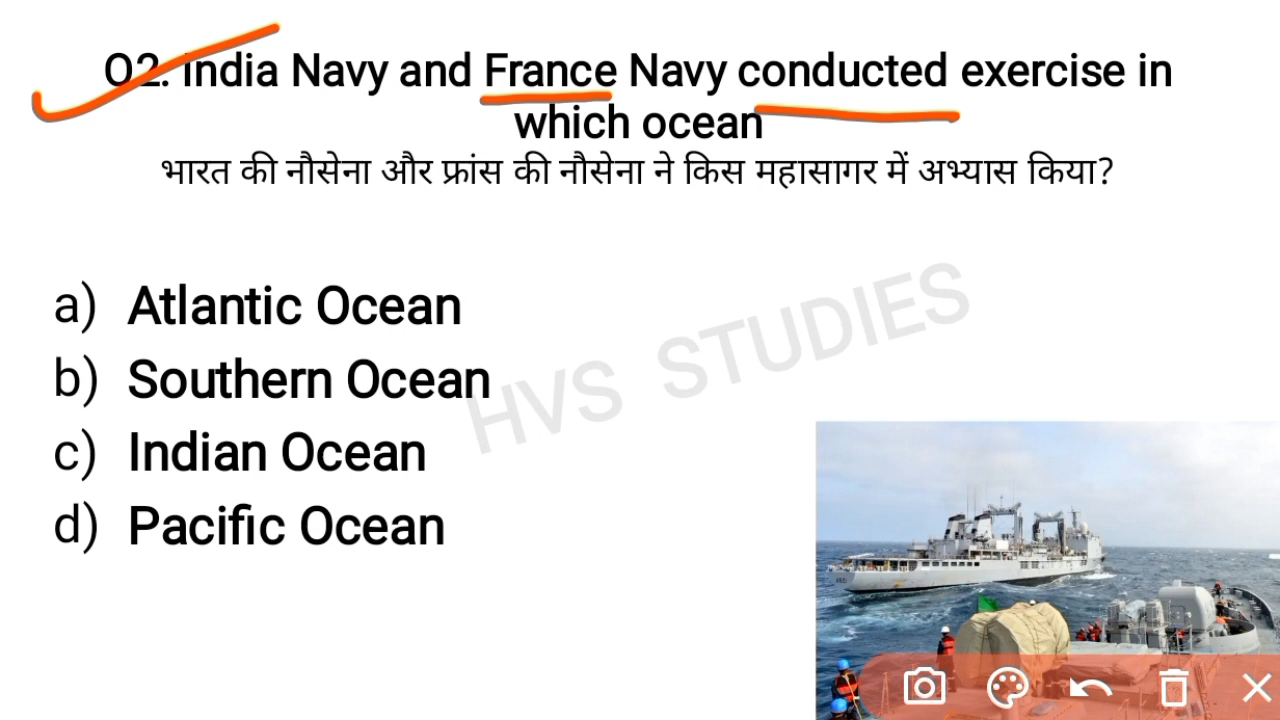 Q2. India Navy and France Navy conducted exercise in
which ocean
भारत की नौसेना और फ्रांस की नौसेना ने किस महासागर में अभ्यास किया?
a) Atlantic Ocean
b) Southern Ocean
c) Indian Ocean
d) Pacific Ocean
HVS STUDIES